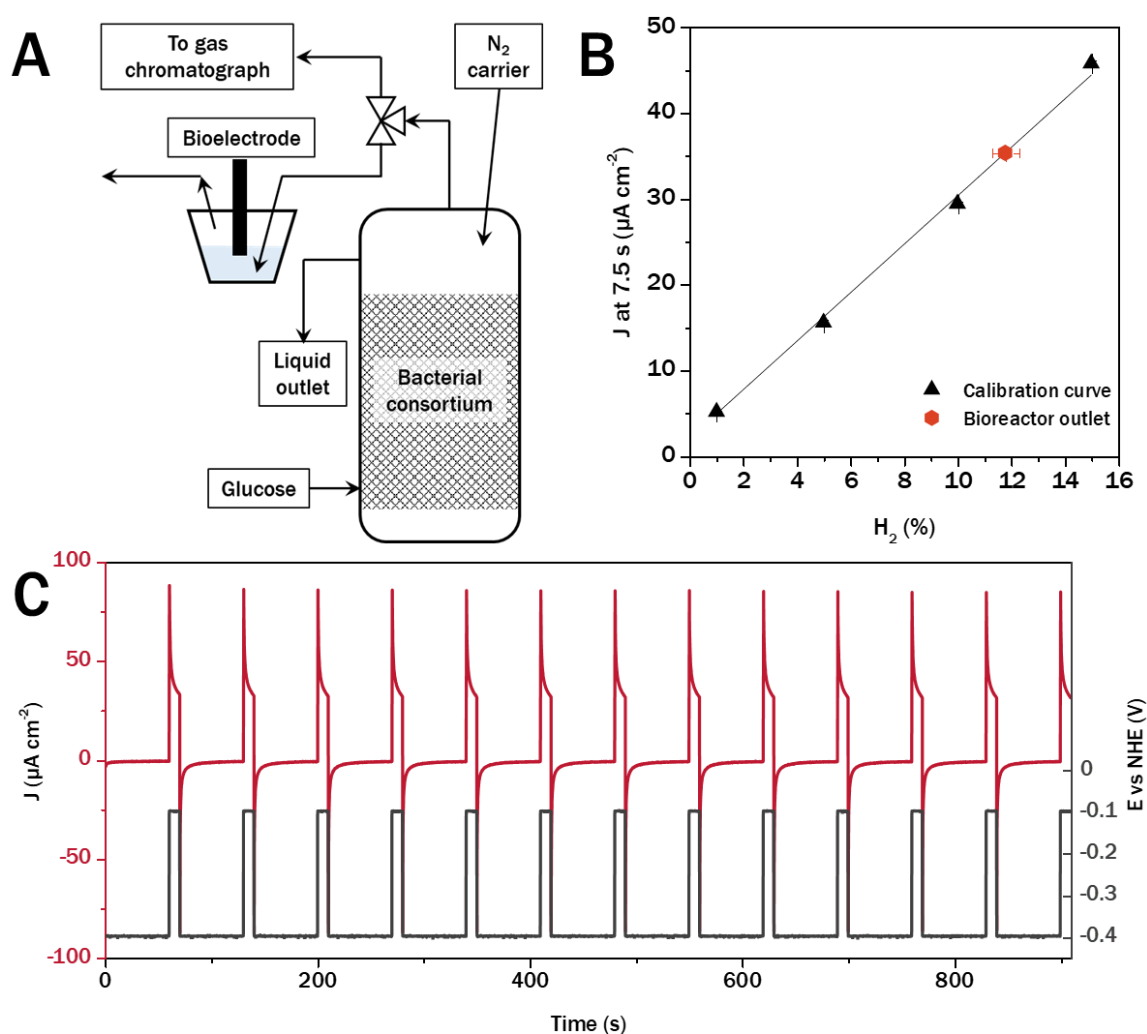 A
To gas
chromatograph
N₂
carrier
Bioelectrode
Liquid
outlet
Bacterial
consortium
Glucose
B
J at 7.5 s (µA cm⁻²)
50
40
30
20
10
0
Calibration curve
Bioreactor outlet
0 2 4 6 8 10 12 14 16
H₂ (%)
C
J (µA cm⁻²)
100
50
0
-50
-100
0
-0.1
-0.2
-0.3
-0.4
E vs NHE (V)
0 200 400 600 800
Time (s)